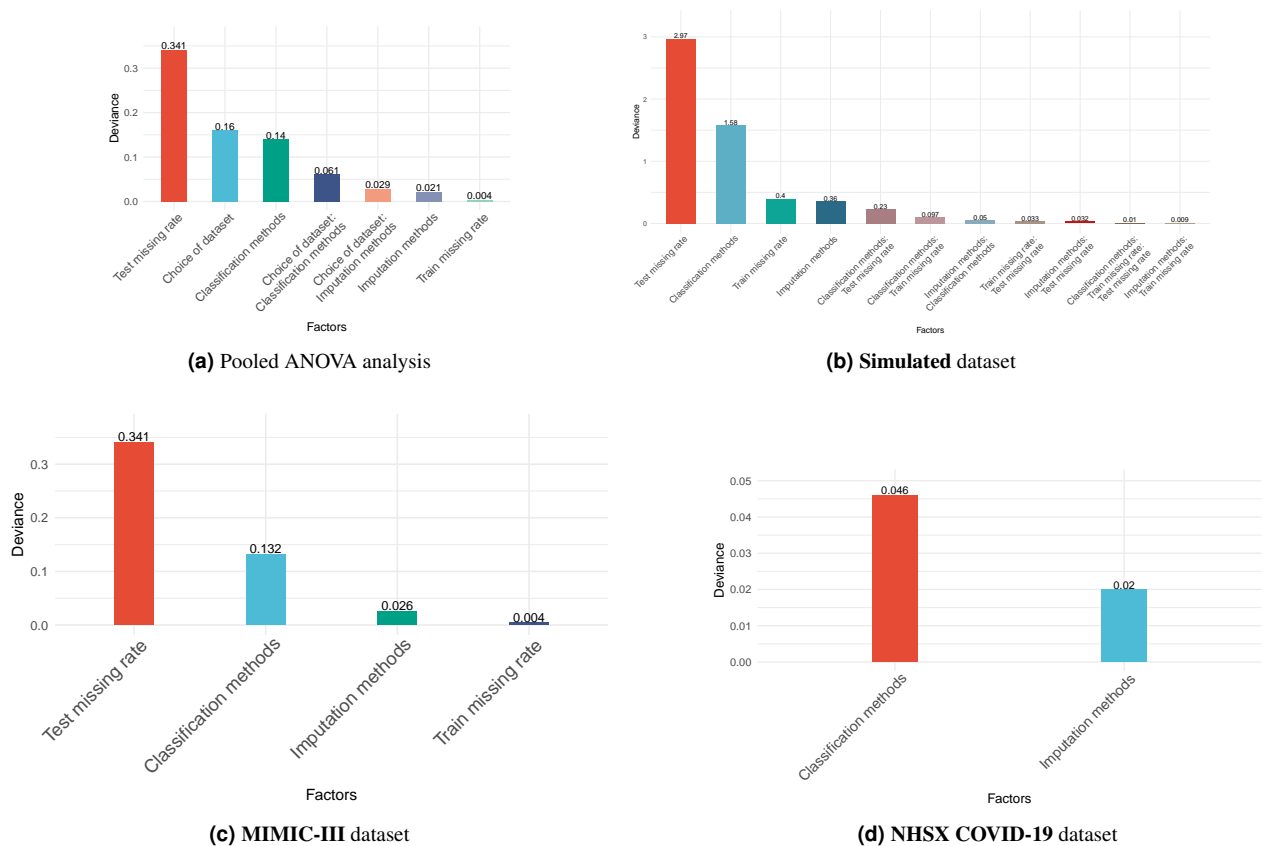 0.341
0.16
0.14
0.061
0.029
0.021
0.004
0.3
0.2
0.1
0.0
Deviance
Test missing rate
Choice of dataset
Classification methods
Choice of dataset:
Classification methods
Choice of dataset:
Imputation methods
Imputation methods
Train missing rate
Factors
(a) Pooled ANOVA analysis
2.97
1.58
0.4
0.36
0.23
0.097
0.05
0.033
0.032
0.01
0.009
3
2
1
0
Deviance
Test missing rate
Classification methods
Train missing rate
Imputation methods
Classification methods:
Test missing rate
Classification methods:
Train missing rate
Imputation methods:
Classification methods
Train missing rate:
Test missing rate
Imputation methods:
Test missing rate
Classification methods:
Train missing rate:
Test missing rate
Imputation methods:
Train missing rate
Factors
(b) Simulated dataset
0.341
0.132
0.026
0.004
0.3
0.2
0.1
0.0
Deviance
Test missing rate
Classification methods
Imputation methods
Train missing rate
Factors
(c) MIMIC-III dataset
0.046
0.02
0.05
0.04
0.03
0.02
0.01
0.00
Deviance
Classification methods
Imputation methods
Factors
(d) NHSX COVID-19 dataset